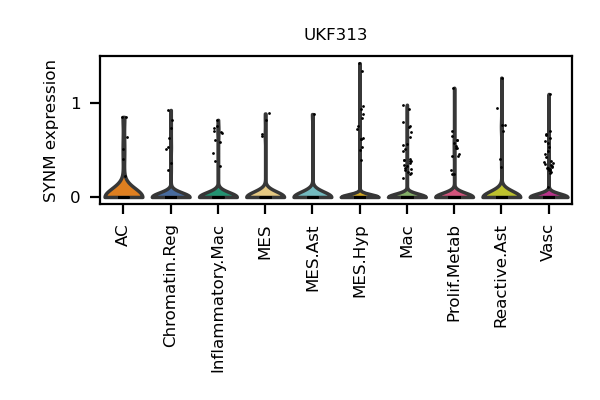 UKF313
SYNM expression
1
0
AC
Chromatin.Reg
Inflammatory.Mac
MES
MES.Ast
MES.Hyp
Mac
Prolif.Metab
Reactive.Ast
Vasc